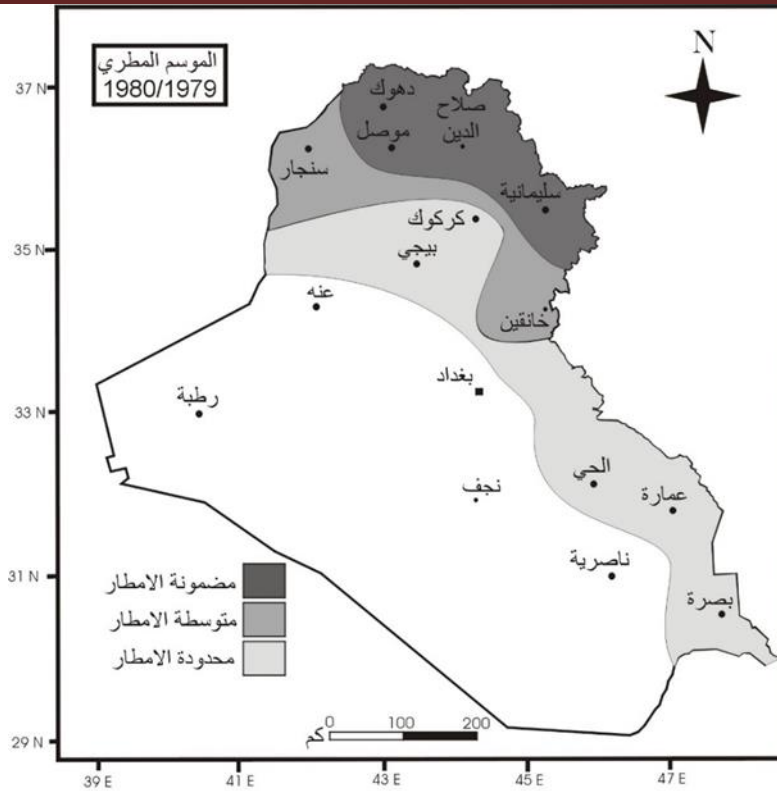 الموسم المطري
1980/1979
N
37 N
35 N
33 N
31 N
29 N
دهوك
صلاح
الدين
موصل
سنجار
سليمانية
كركوك
بيجي
خانقين
عنه
بغداد
رطبة
الحي
نجف
عمارة
ناصرية
بصرة
مضمونة الامطار
متوسطة الامطار
محدودة الامطار
كم
0 100 200
39 E 41 E 43 E 45 E 47 E